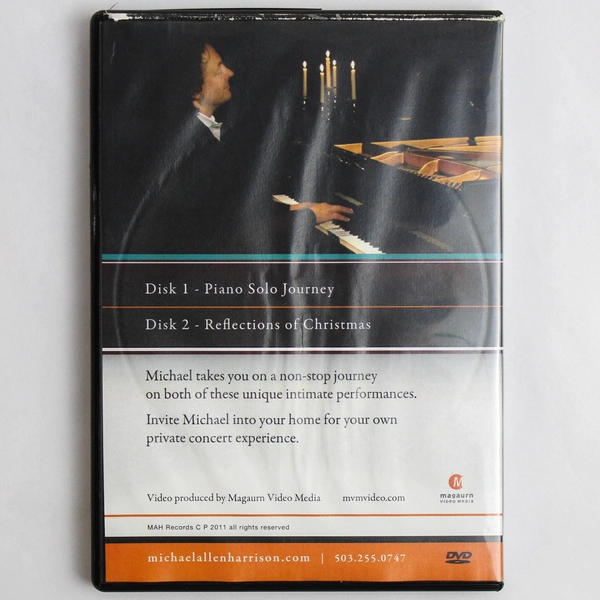 Disk 1 - Piano Solo Journey
Disk 2 - Reflections of Christmas
Michael takes you on a non-stop journey
on both of these unique intimate performances.
Invite Michael into your home for your own
private concert experience.
M
magaurn
VIDEO MEDIA
Video produced by Magaurn Video Media mvmvideo.com
MAH Records C P 2011 all rights reserved
michaelallenharrison.com | 503.255.0747
DVD